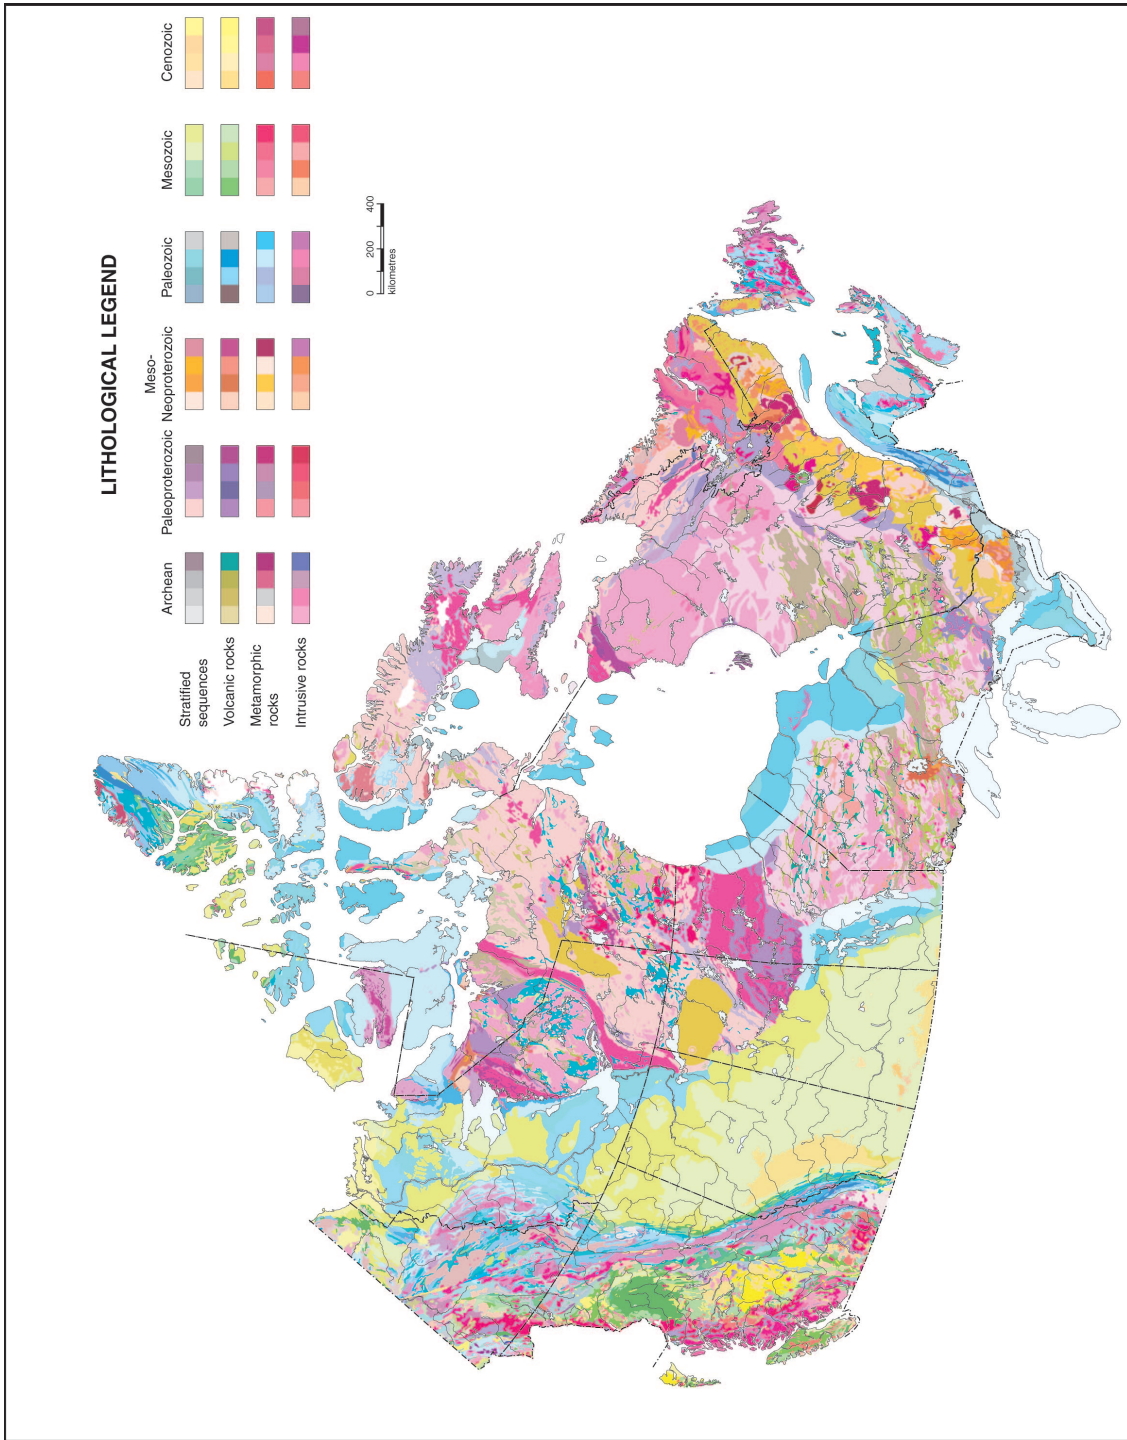 LITHOLOGICAL LEGEND
Archean
Paleoproterozoic
Meso-
Neoproterozoic
Paleozoic
Mesozoic
Cenozoic
Stratified
sequences
Volcanic rocks
Metamorphic
rocks
Intrusive rocks
0 200 400
kilometres